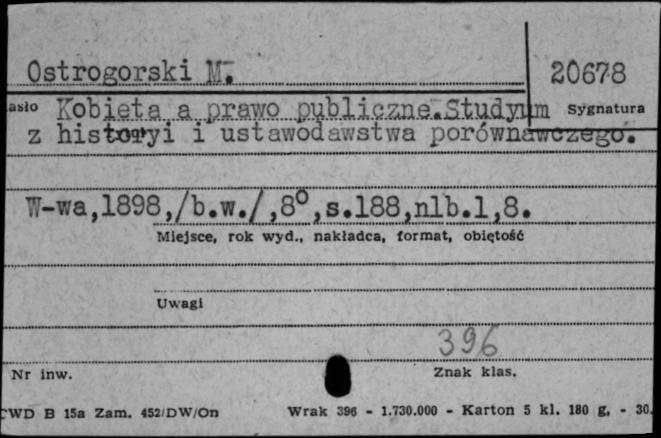 Ostrogorski M. 20678
asło Kobieta a prawo publiczne.Studyum Sygnatura
z historyi i ustawodawstwa porównawczego.
W-wa,1898,/b.w./,8⁰,s.188,nlb.1,8.
Miejsce, rok wyd., nakładca, format, objętość
Uwagi
396
Nr inw. Znak klas.
CWD B 15a Zam. 452/DW/On Wrak 396 - 1.730.000 - Karton 5 kl. 180 g. - 30.